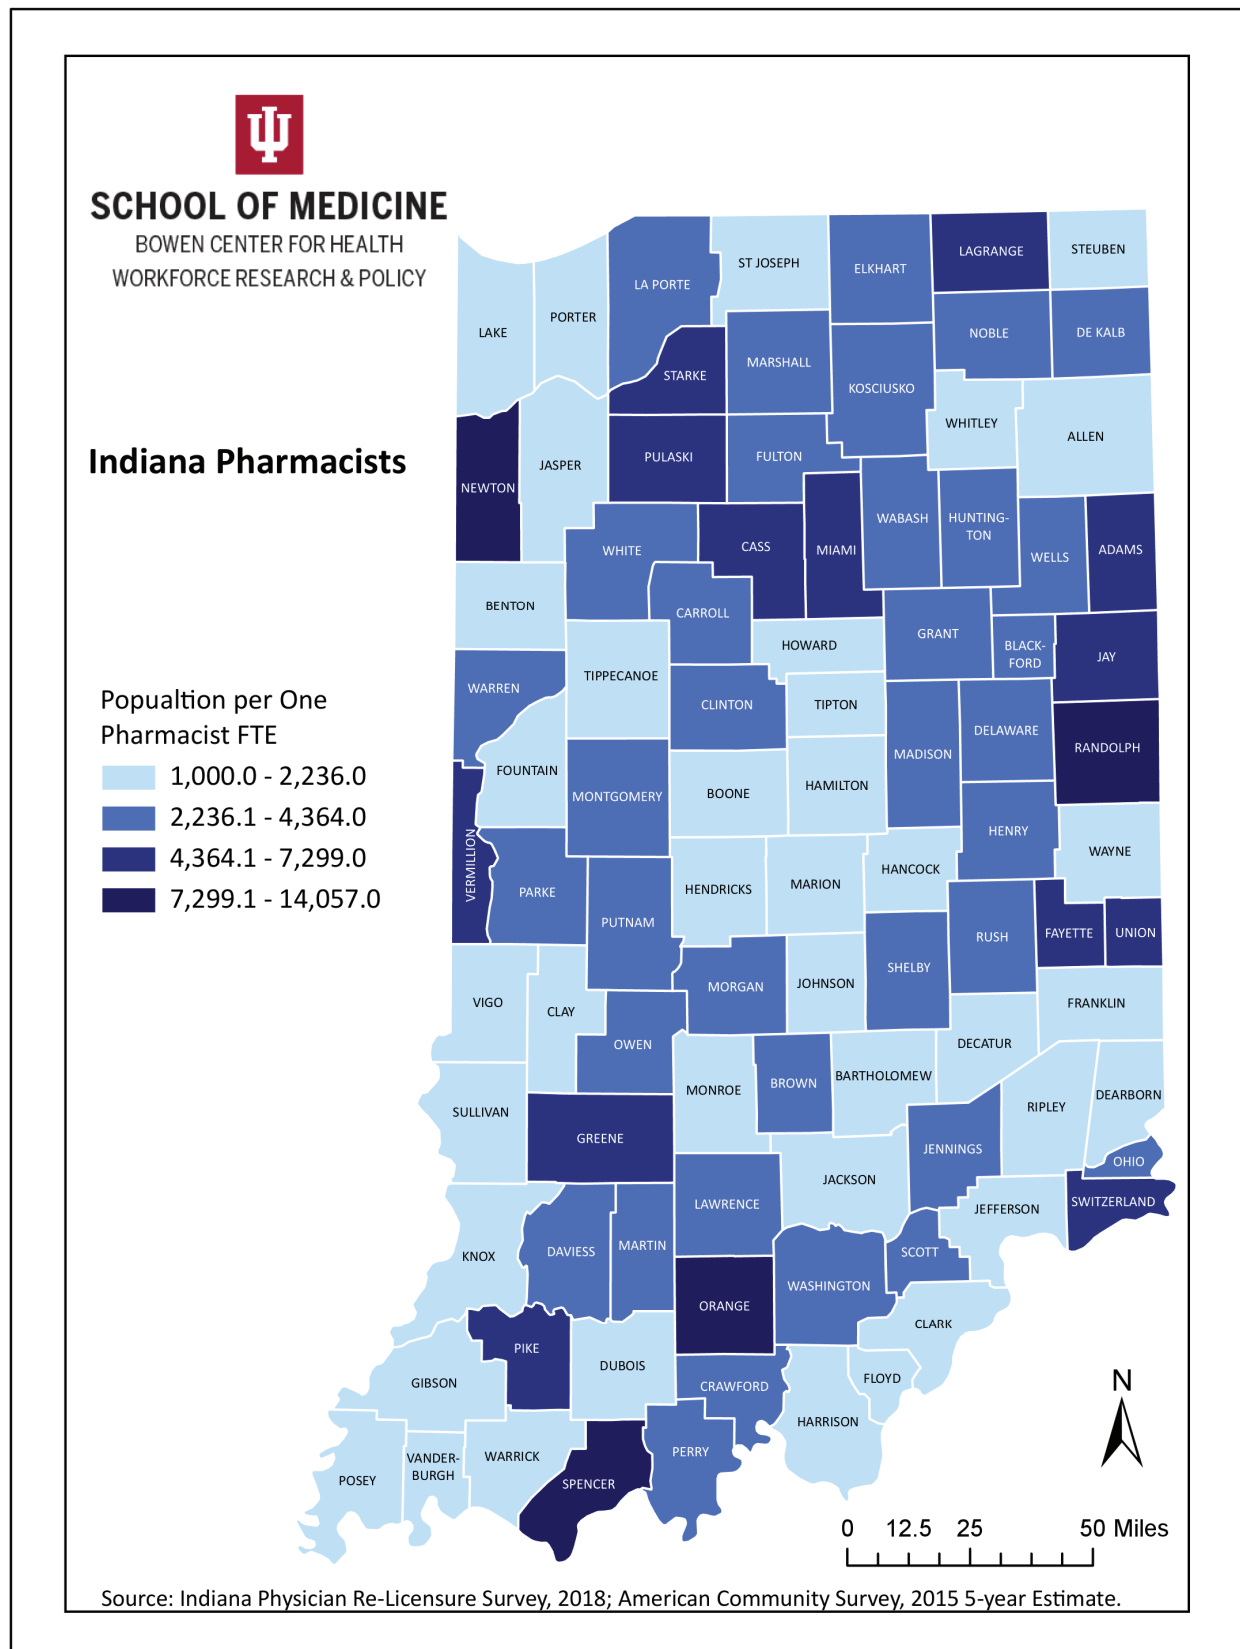 SCHOOL OF MEDICINE
BOWEN CENTER FOR HEALTH
WORKFORCE RESEARCH & POLICY
Indiana Pharmacists
Popualtion per One
Pharmacist FTE
1,000.0 - 2,236.0
2,236.1 - 4,364.0
4,364.1 - 7,299.0
7,299.1 - 14,057.0
LAKE
PORTER
LA PORTE
ST JOSEPH
ELKHART
LAGRANGE
STEUBEN
NOBLE
DE KALB
STARKE
MARSHALL
KOSCIUSKO
WHITLEY
ALLEN
NEWTON
JASPER
PULASKI
FULTON
WHITE
CASS
MIAMI
WABASH
HUNTING-
TON
WELLS
ADAMS
BENTON
CARROLL
HOWARD
GRANT
BLACK-
FORD
JAY
WARREN
TIPPECANOE
CLINTON
TIPTON
MADISON
DELAWARE
RANDOLPH
FOUNTAIN
MONTGOMERY
BOONE
HAMILTON
HENRY
WAYNE
VERMILLION
PARKE
PUTNAM
HENDRICKS
MARION
HANCOCK
SHELBY
RUSH
FAYETTE
UNION
VIGO
CLAY
OWEN
MORGAN
JOHNSON
DECATUR
FRANKLIN
SULLIVAN
GREENE
MONROE
BROWN
BARTHOLOMEW
JENNINGS
RIPLEY
DEARBORN
OHIO
SWITZERLAND
KNOX
DAVIESS
MARTIN
LAWRENCE
JACKSON
JEFFERSON
SCOTT
WASHINGTON
ORANGE
CLARK
PIKE
DUBOIS
CRAWFORD
FLOYD
HARRISON
GIBSON
POSEY
VANDER-
BURGH
WARRICK
SPENCER
PERRY
N
0 12.5 25 50 Miles
Source: Indiana Physician Re-Licensure Survey, 2018; American Community Survey, 2015 5-year Estimate.